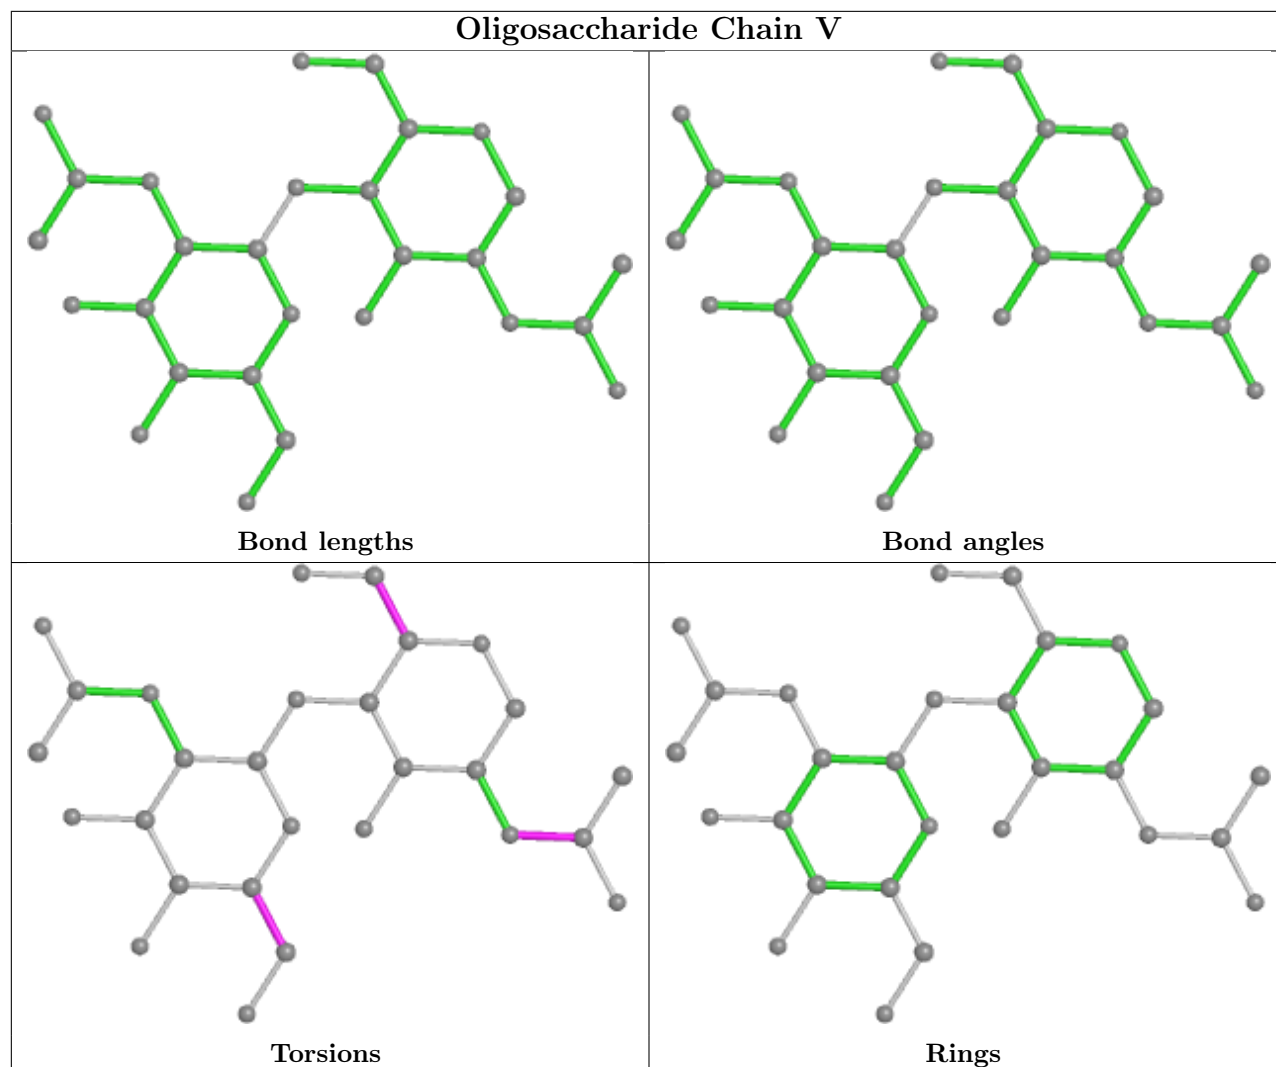 Oligosaccharide Chain V
Bond lengths
Bond angles
Torsions
Rings